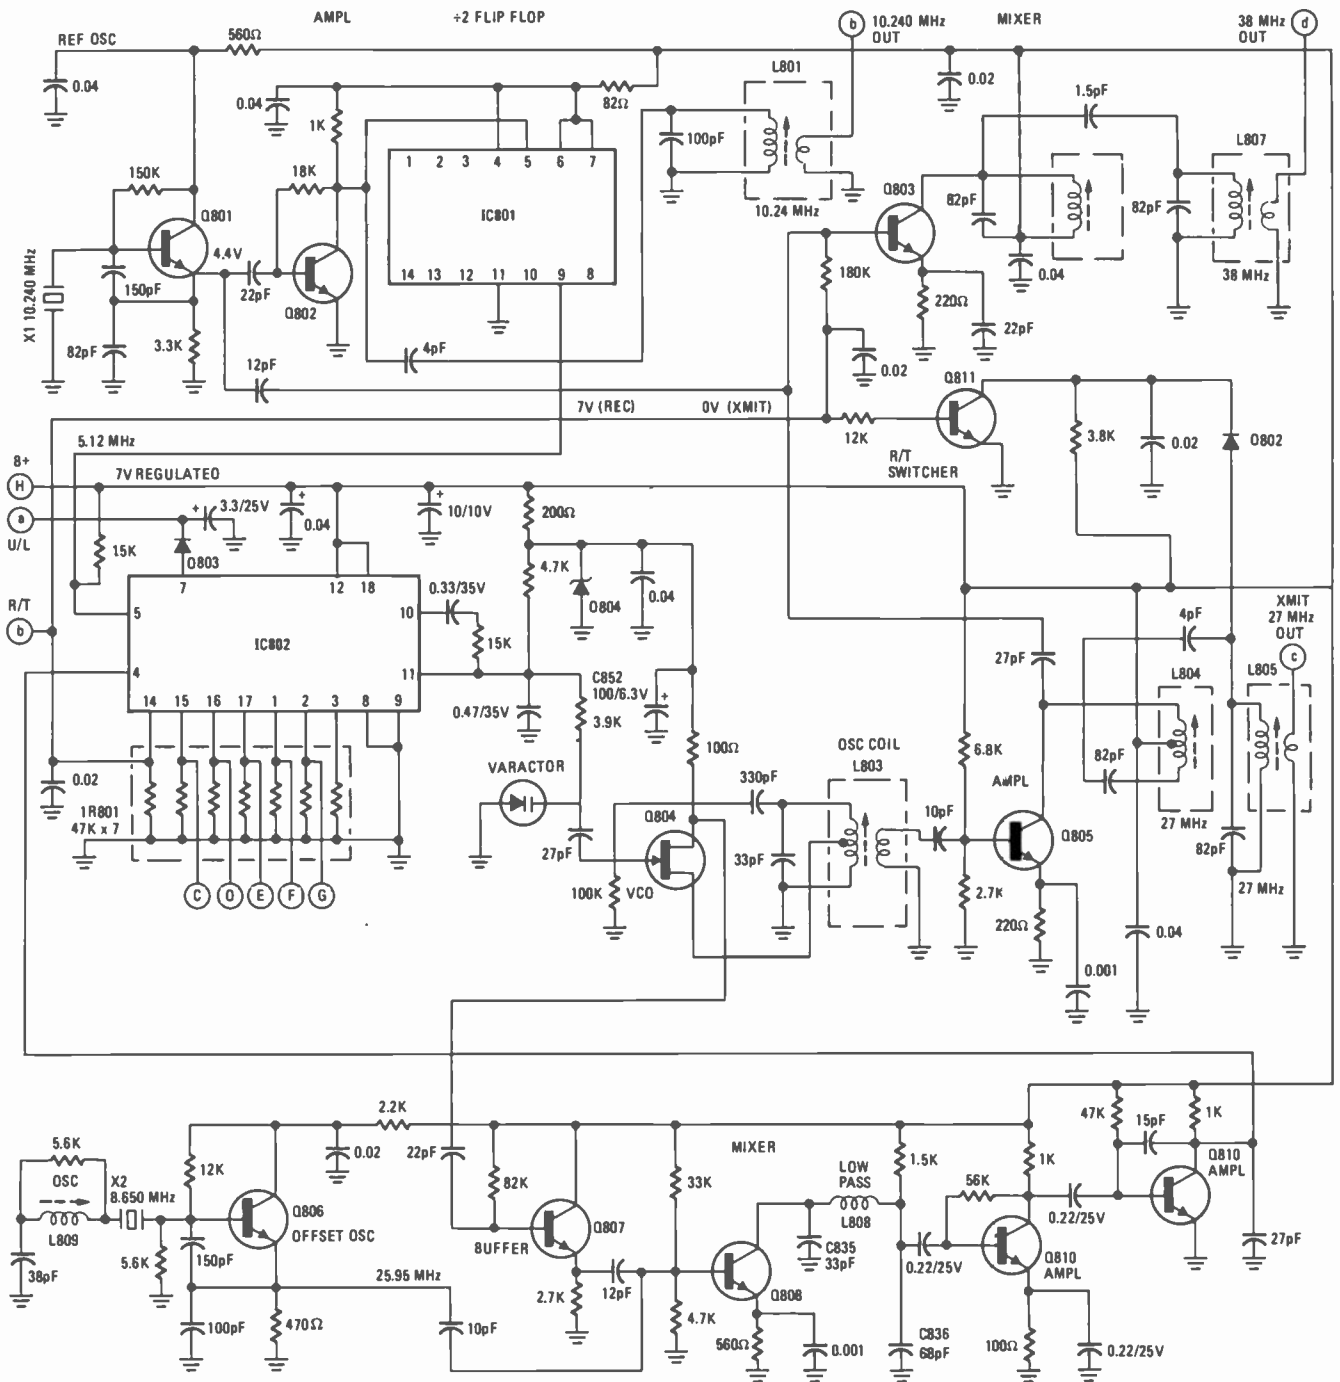 AMPL
÷2 FLIP FLOP
b
10.240 MHz
OUT
MIXER
38 MHz
OUT
d
REF OSC
560Ω
0.04
0.04
1K
82Ω
L801
100pF
10.24 MHz
0.02
1.5pF
L807
82pF
82pF
0.04
38 MHz
150K
18K
Q801
4.4V
1 2 3 4 5 6 7
IC801
14 13 12 11 10 9 8
Q803
180K
220Ω
22pF
0.02
X1 10.240 MHz
150pF
22pF
Q802
82pF
3.3K
12pF
4pF
7V (REC)
0V (XMIT)
12K
Q811
R/T
SWITCHER
3.8K
0.02
O802
5.12 MHz
8+
H
7V REGULATED
a
U/L
+
3.3/25V
+
0.04
+
10/10V
200Ω
15K
O803
4.7K
O804
0.04
R/T
b
7
12
18
5
4
10
11
IC802
14 15 16 17 1 2 3 8 9
0.33/35V
15K
0.47/35V
C852
100/6.3V
+
3.9K
100Ω
0.02
1R801
47K x 7
C
O
E
F
G
VARACTOR
27pF
Q804
100K
VCO
330pF
33pF
OSC COIL
L803
10pF
6.8K
2.7K
AMPL
Q805
220Ω
0.001
27pF
4pF
82pF
L804
27 MHz
0.04
XMIT
27 MHz
OUT
c
L805
82pF
27 MHz
2.2K
5.6K
OSC
X2
8.650 MHz
L809
38pF
5.6K
12K
Q806
OFFSET OSC
150pF
100pF
470Ω
0.02
25.95 MHz
22pF
10pF
82K
BUFFER
Q807
2.7K
12pF
33K
4.7K
MIXER
Q808
560Ω
0.001
LOW
PASS
L808
C835
33pF
1.5K
0.22/25V
C836
68pF
56K
1K
Q810
AMPL
100Ω
0.22/25V
0.22/25V
47K
15pF
1K
Q810
AMPL
27pF